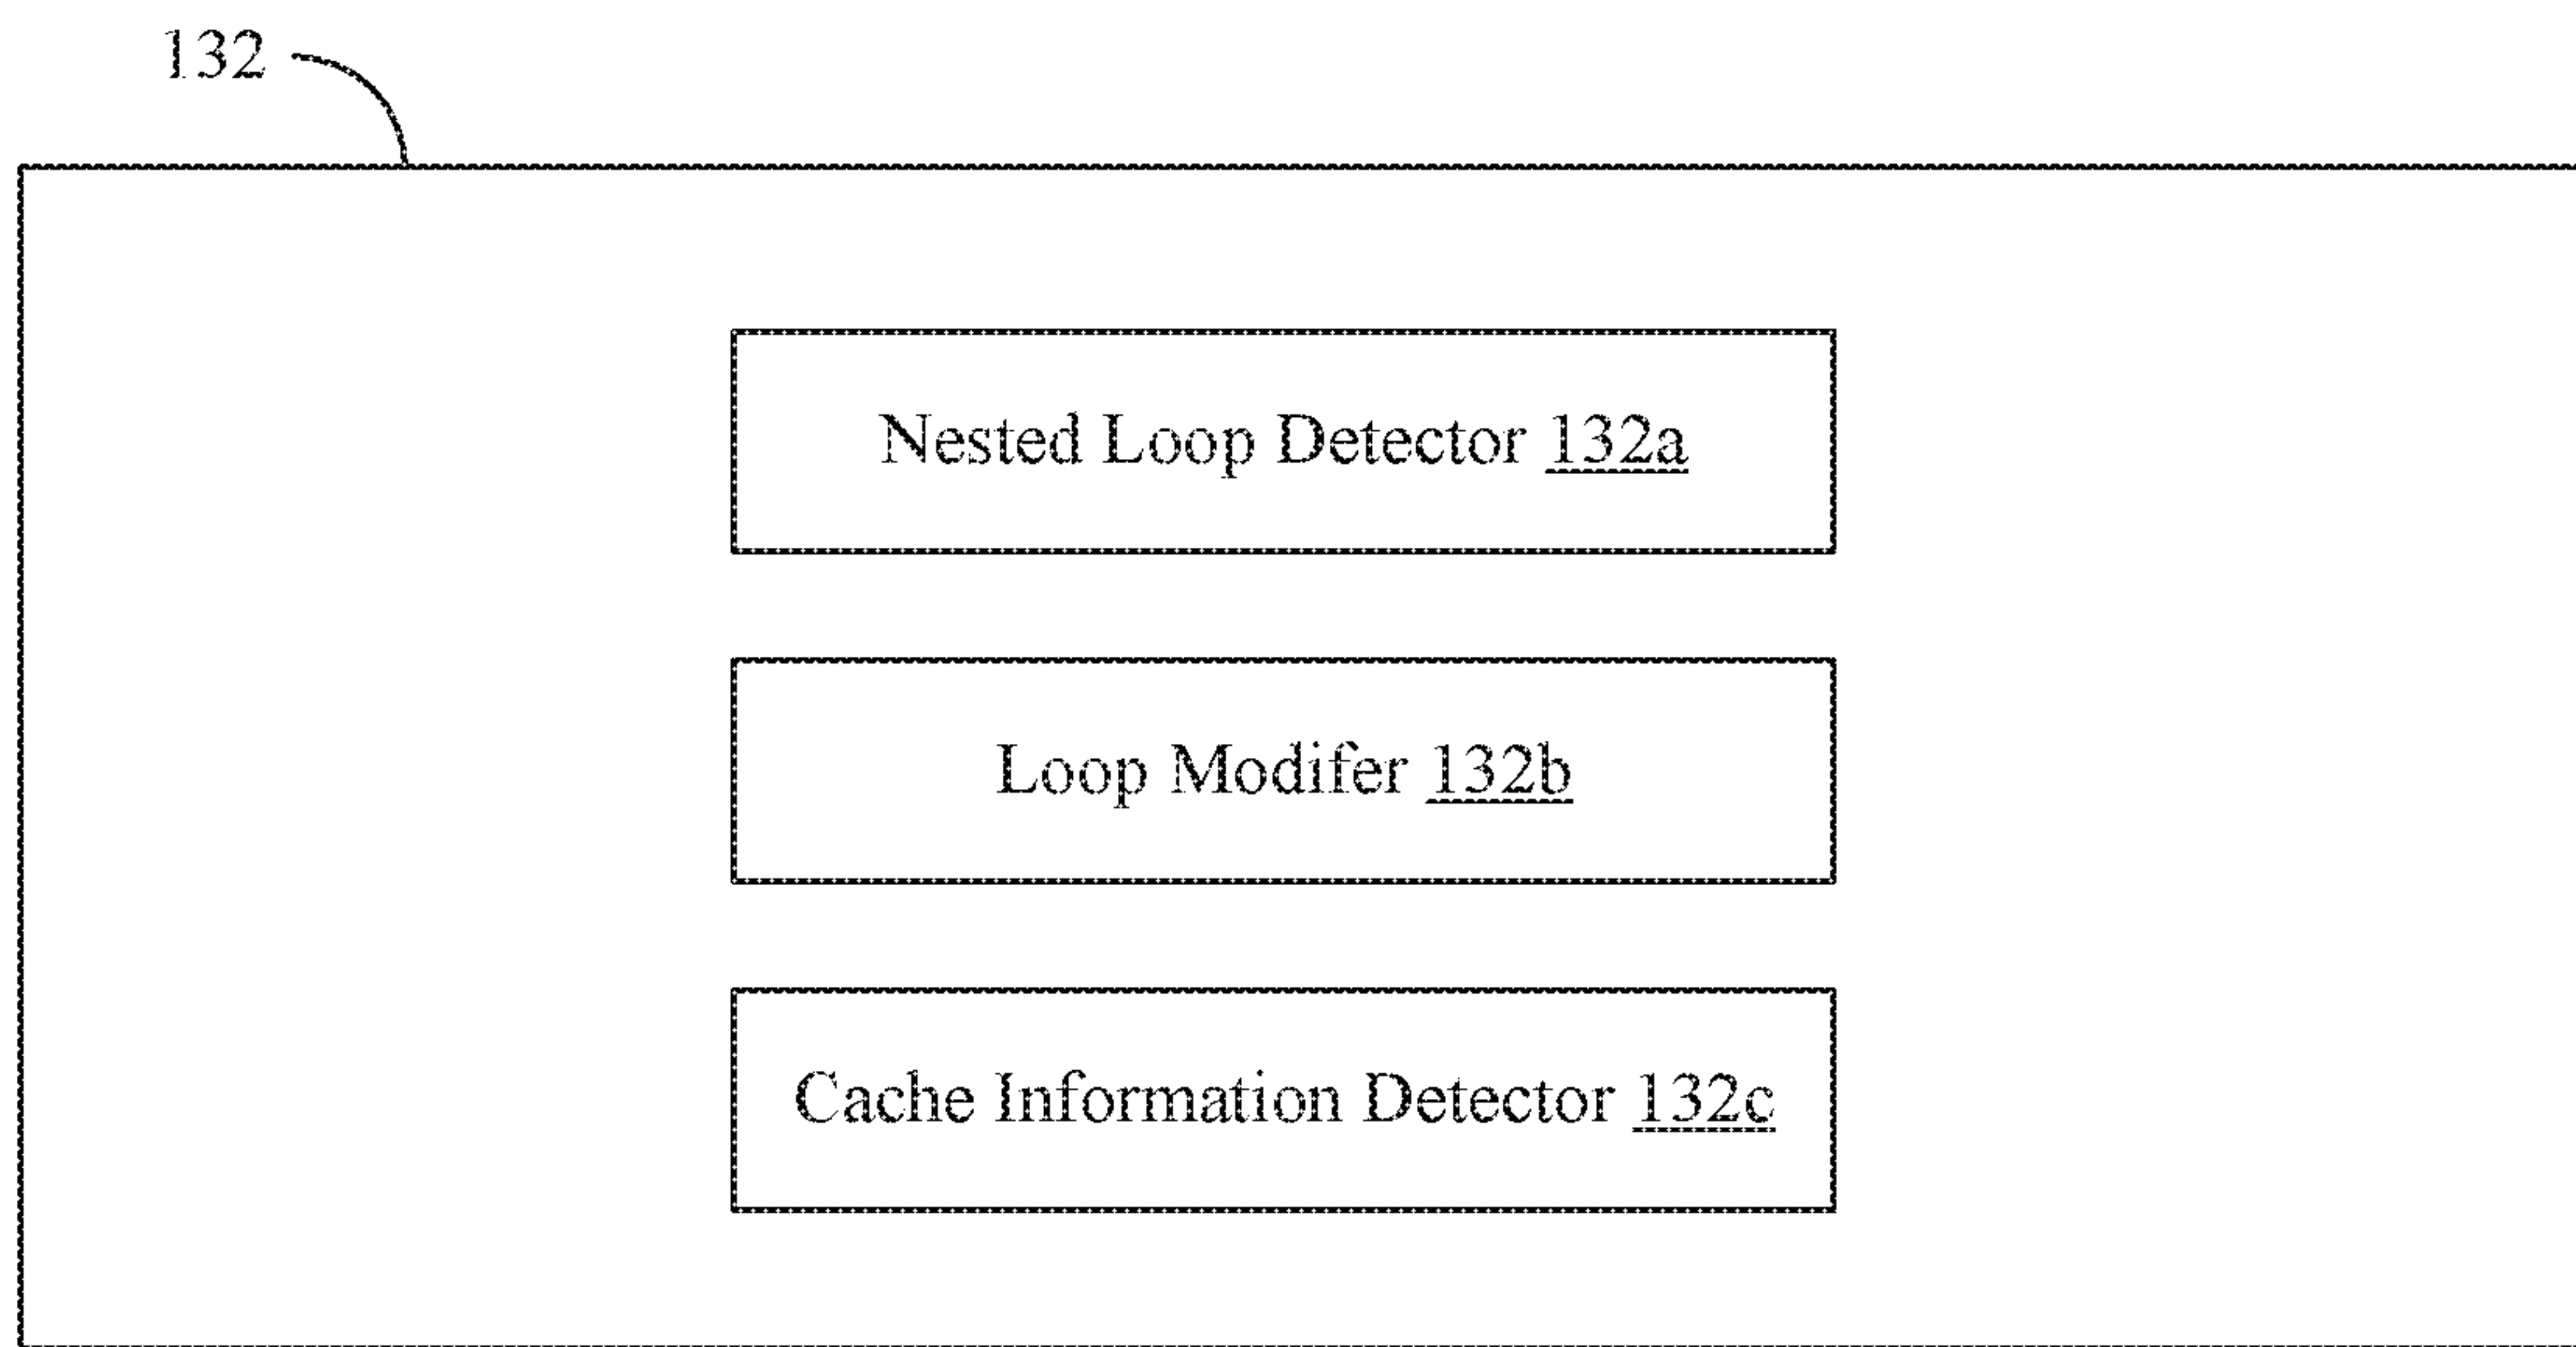 132
Nested Loop Detector 132a
Loop Modifer 132b
Cache Information Detector 132c